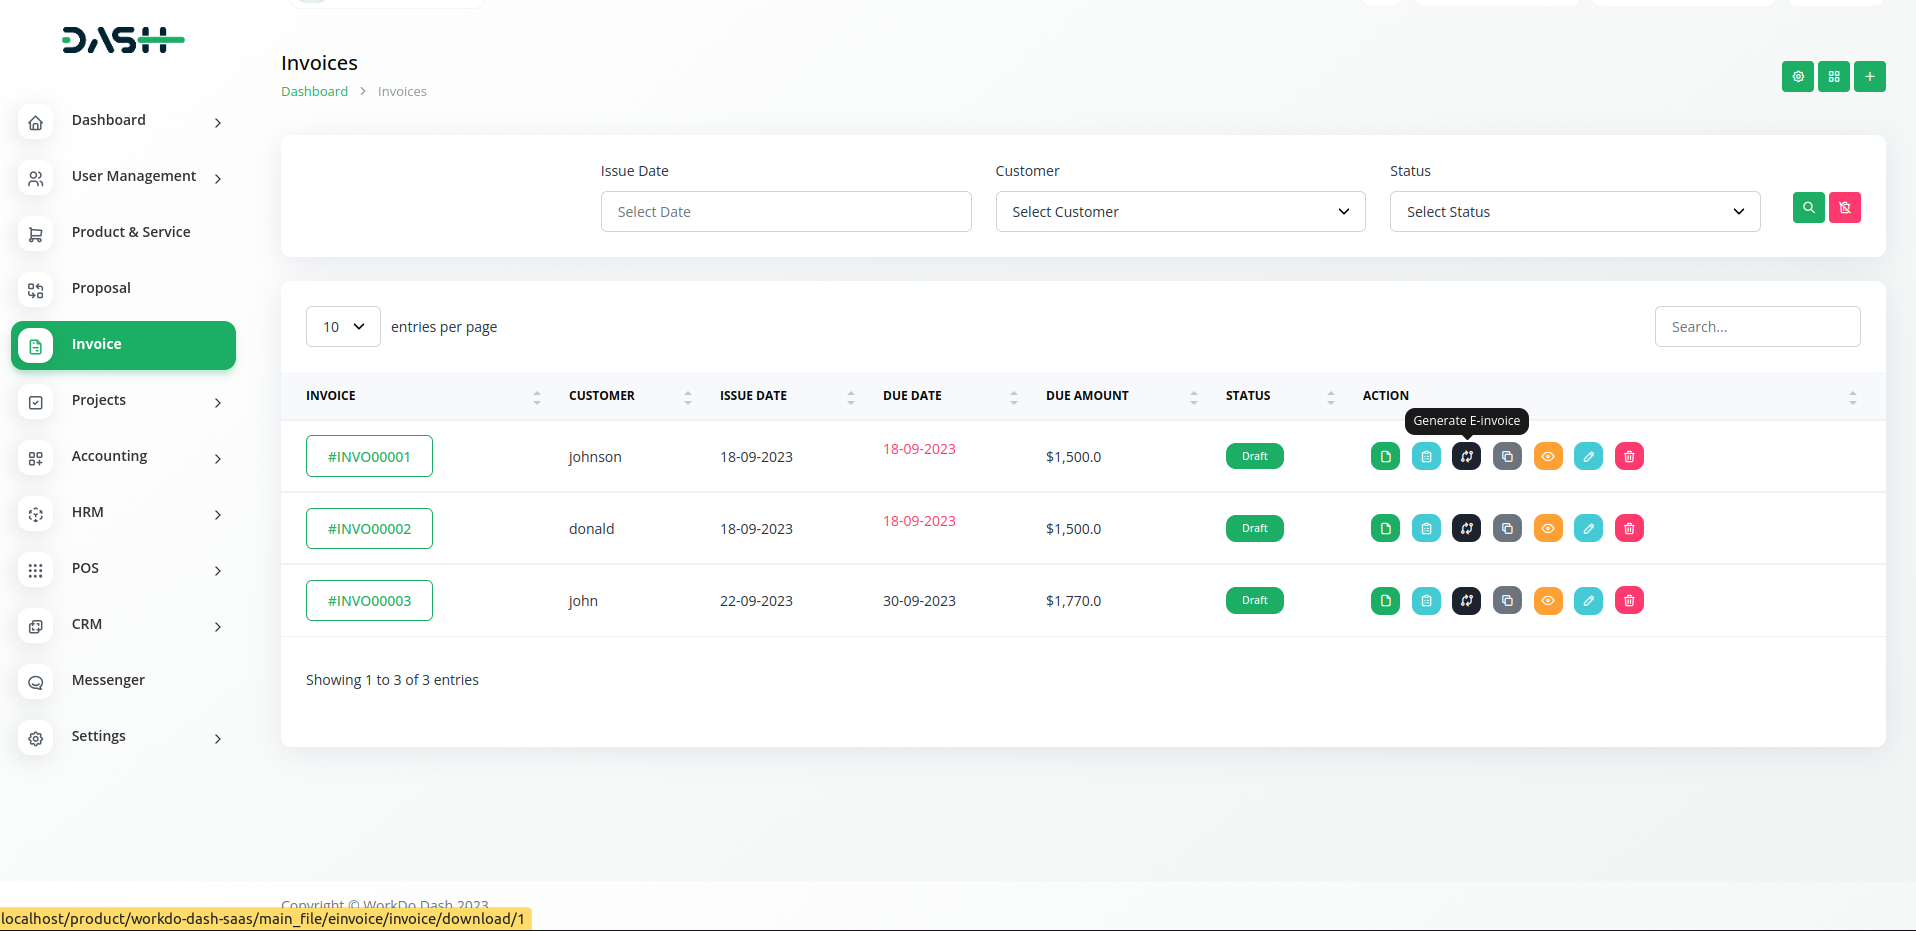 DASH
Dashboard
User Management
Product & Service
Proposal
Invoice
Projects
Accounting
HRM
POS
CRM
Messenger
Settings
Invoices
Dashboard > Invoices
Issue Date Customer Status
Select Date Select Customer Select Status
10 entries per page Search...
INVOICE CUSTOMER ISSUE DATE DUE DATE DUE AMOUNT STATUS ACTION
Generate E-invoice
#INVO00001 johnson 18-09-2023 18-09-2023 $1,500.0 Draft
#INVO00002 donald 18-09-2023 18-09-2023 $1,500.0 Draft
#INVO00003 john 22-09-2023 30-09-2023 $1,770.0 Draft
Showing 1 to 3 of 3 entries
Copyright © WorkDo Dash 2023
localhost/product/workdo-dash-saas/main_file/einvoice/invoice/download/1